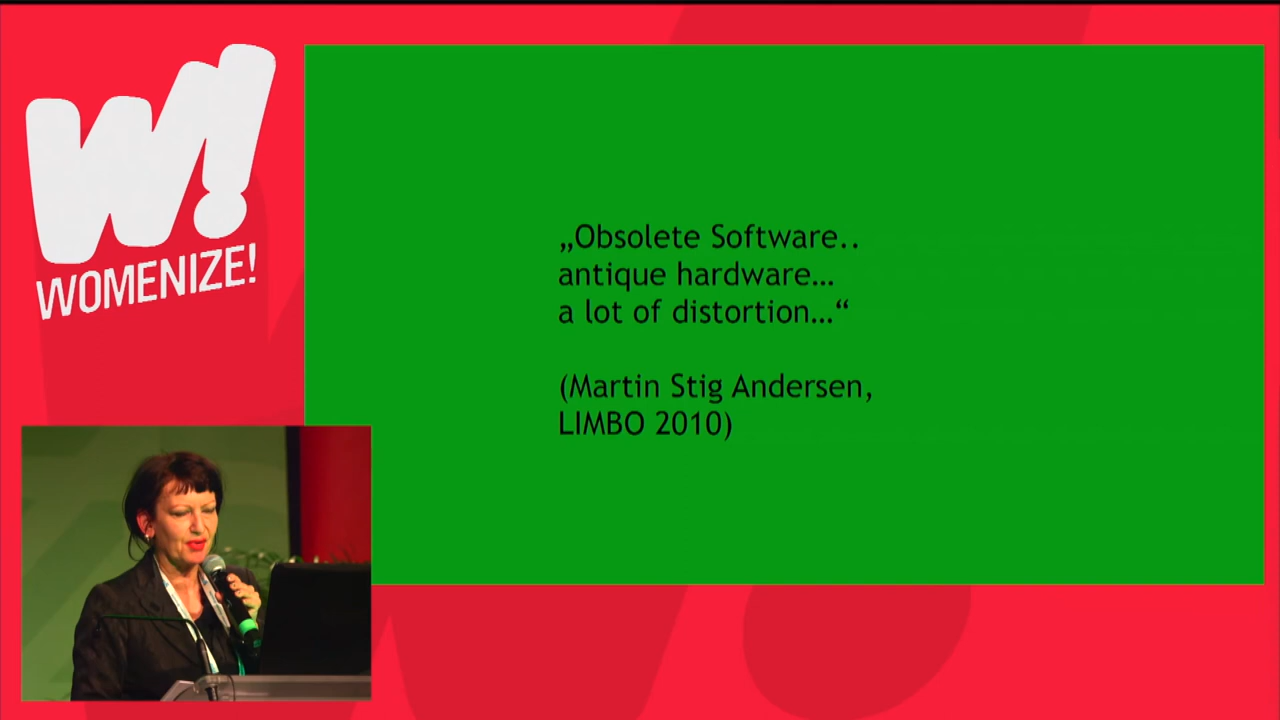 W!
WOMENIZE!
„Obsolete Software..
antique hardware…
a lot of distortion…“
(Martin Stig Andersen,
LIMBO 2010)